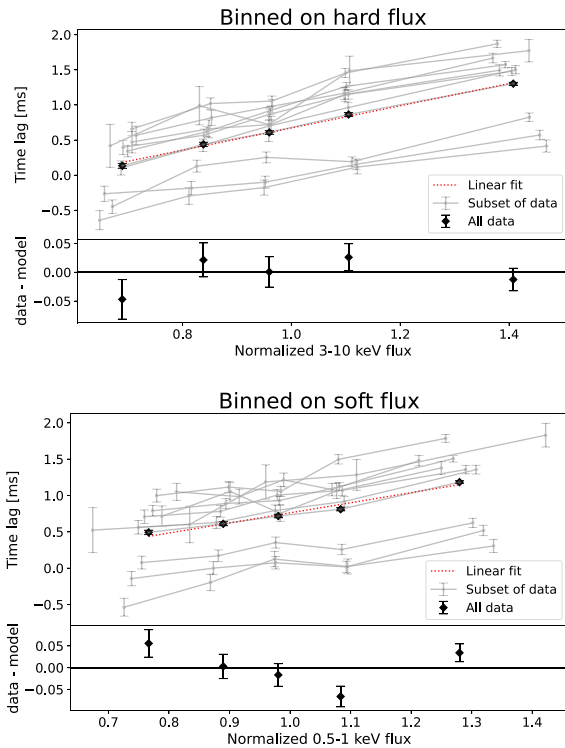 Binned on hard flux
2.0
1.5
1.0
0.5
0.0
−0.5
Time lag [ms]
Linear fit
Subset of data
All data
0.05
0.00
−0.05
data - model
0.8
1.0
1.2
1.4
Normalized 3-10 keV flux
Binned on soft flux
2.0
1.5
1.0
0.5
0.0
−0.5
Time lag [ms]
Linear fit
Subset of data
All data
0.05
0.00
−0.05
data - model
0.7
0.8
0.9
1.0
1.1
1.2
1.3
1.4
Normalized 0.5-1 keV flux